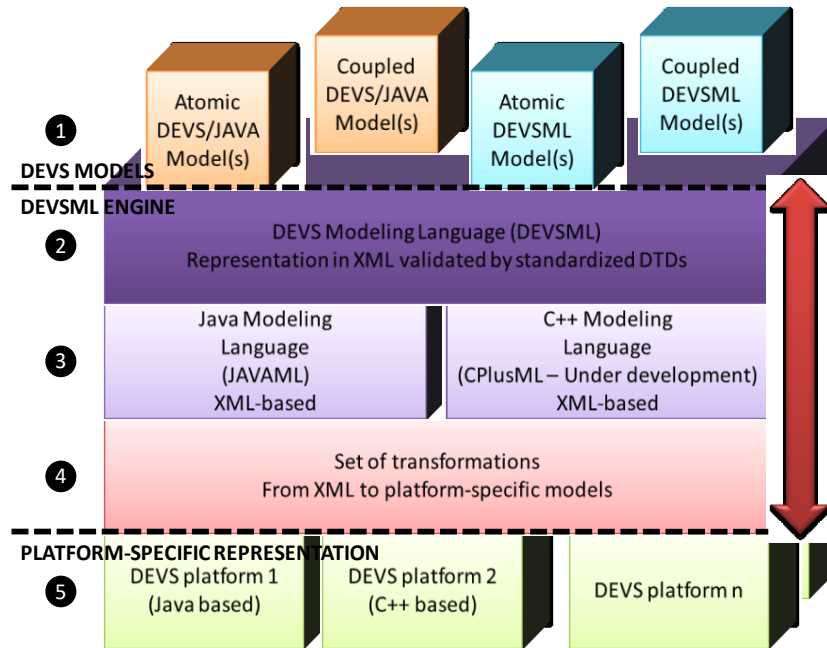 Atomic
DEVS/JAVA
Model(s)
Coupled
DEVS/JAVA
Model(s)
Atomic
DEVSML
Model(s)
Coupled
DEVSML
Model(s)
1
DEVS MODELS
DEVSML ENGINE
2
DEVS Modeling Language (DEVSML)
Representation in XML validated by standardized DTDs
3
Java Modeling
Language
(JAVAML)
XML-based
C++ Modeling
Language
(CPlusML – Under development)
XML-based
4
Set of transformations
From XML to platform-specific models
PLATFORM-SPECIFIC REPRESENTATION
5
DEVS platform 1
(Java based)
DEVS platform 2
(C++ based)
DEVS platform n